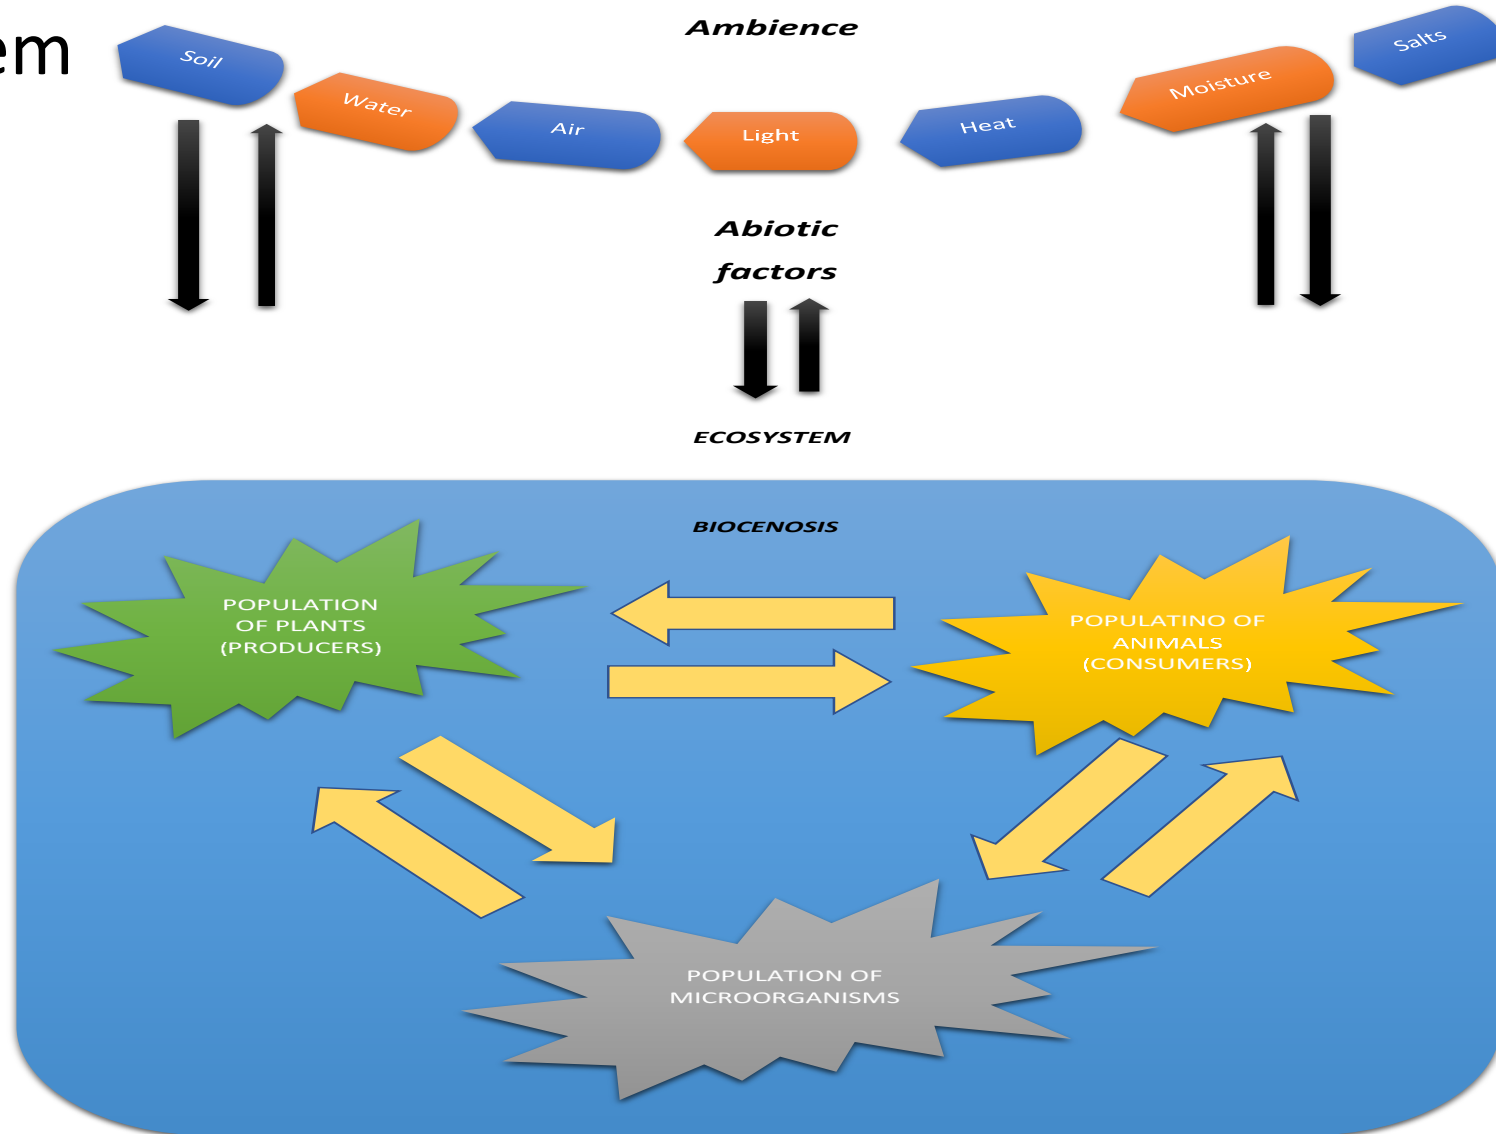 em
Ambience
Soil
Water
Air
Light
Heat
Moisture
Salts
Abiotic
factors
ECOSYSTEM
BIOCENOSIS
POPULATION
OF PLANTS
(PRODUCERS)
POPULATINO OF
ANIMALS
(CONSUMERS)
POPULATION OF
MICROORGANISMS